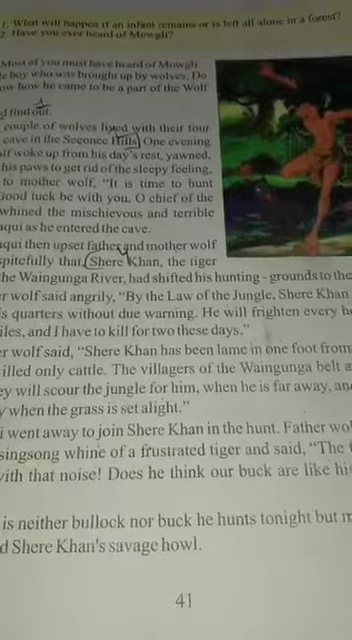 1. What will happen if an infant remains or is left all alone in a forest?
2. Have you ever heard of Mowgli?
Most of you must have heard of Mowgli
le boy who was brought up by wolves. Do
ow how he came to be a part of the Wolf
d find out.
couple of wolves lived with their four
cave in the Seeonee Hills. One evening
lf woke up from his day's rest, yawned,
his paws to get rid of the sleepy feeling,
to mother wolf, "It is time to hunt
Good luck be with you, O chief of the
whined the mischievous and terrible
aqui as he entered the cave.
aqui then upset father and mother wolf
spitefully that Shere Khan, the tiger
the Waingunga River, had shifted his hunting - grounds to the
er wolf said angrily, "By the Law of the Jungle, Shere Khan
s quarters without due warning. He will frighten every h
iles, and I have to kill for two these days."
er wolf said, "Shere Khan has been lame in one foot from
illed only cattle. The villagers of the Waingunga belt a
ey will scour the jungle for him, when he is far away, an
y when the grass is set alight."
i went away to join Shere Khan in the hunt. Father wol
singsong whine of a frustrated tiger and said, "The f
with that noise! Does he think our buck are like hi
is neither bullock nor buck he hunts tonight but m
d Shere Khan's savage howl.
41